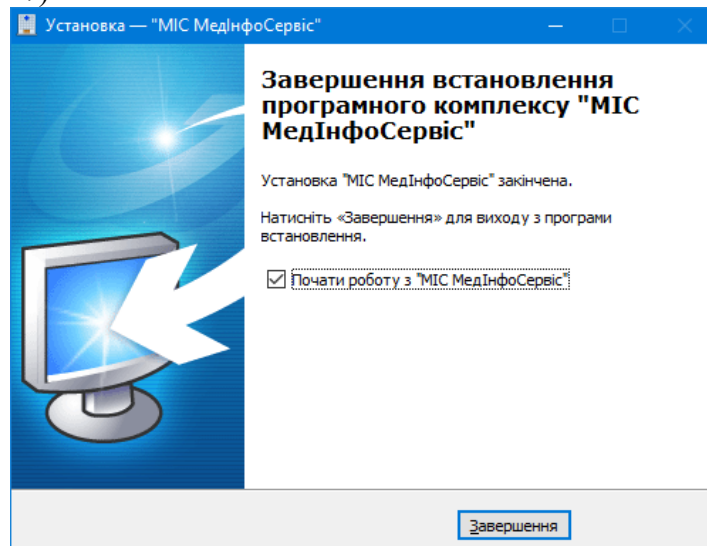 Установка — "МІС МедІнфоСервіс"
Завершення встановлення
програмного комплексу "МІС
МедІнфоСервіс"
Установка "МІС МедІнфоСервіс" закінчена.
Натисніть «Завершення» для виходу з програми
встановлення.
Почати роботу з "МІС МедІнфоСервіс"
Завершення